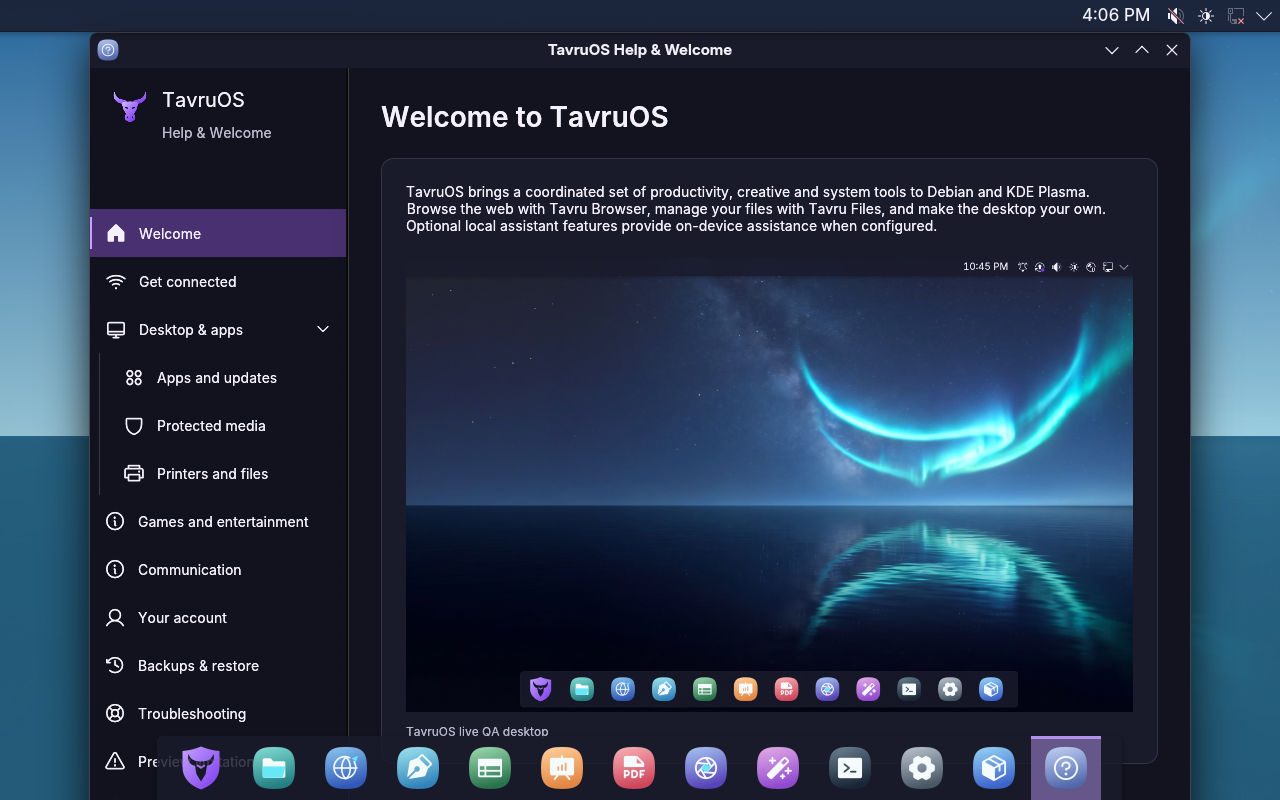 4:06 PM
TavruOS Help & Welcome
TavruOS
Help & Welcome
Welcome
Get connected
Desktop & apps
Apps and updates
Protected media
Printers and files
Games and entertainment
Communication
Your account
Backups & restore
Troubleshooting
Welcome to TavruOS
TavruOS brings a coordinated set of productivity, creative and system tools to Debian and KDE Plasma.
Browse the web with Tavru Browser, manage your files with Tavru Files, and make the desktop your own.
Optional local assistant features provide on-device assistance when configured.
10:45 PM
PDF
TavruOS live QA desktop
PDF